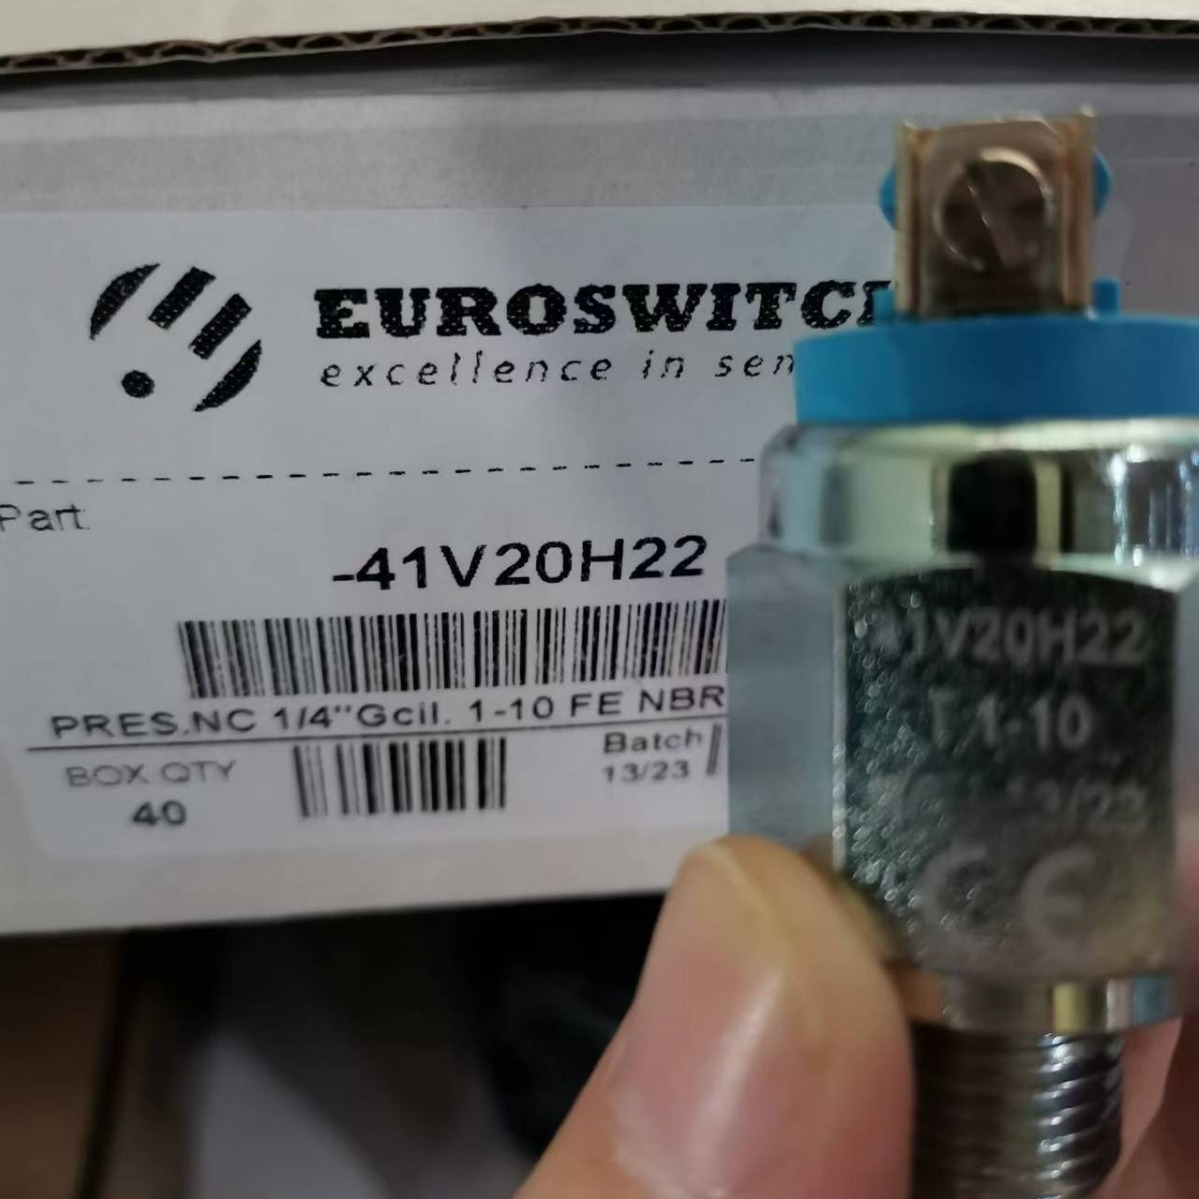 EUROSWITC
excellence in sen
Part:
-41V20H22
PRES.NC 1/4''Gcil. 1-10 FE NBR
BOX QTY
40
Batch
13/23
41V20H22
T 1-10
13/23
CE